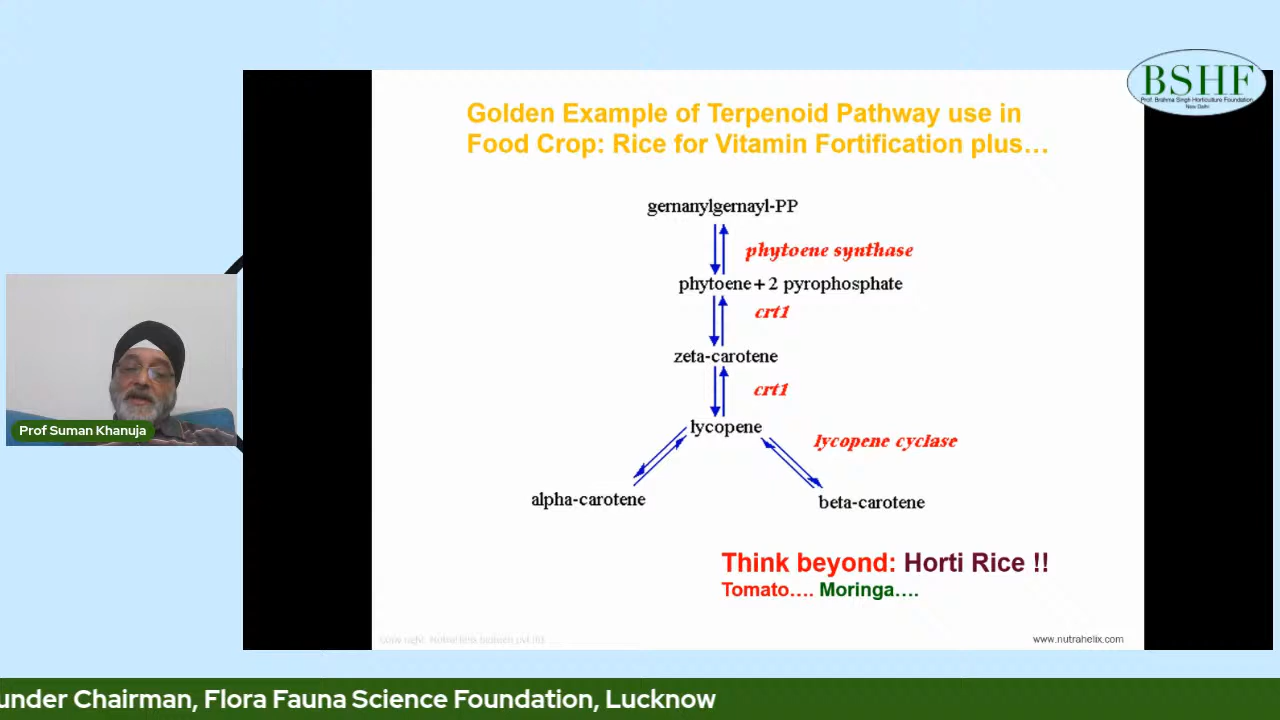 BSHF
Prof. Brahma Singh Horticulture Foundation
New Delhi
Golden Example of Terpenoid Pathway use in
Food Crop: Rice for Vitamin Fortification plus…
gernanylgernayl-PP
phytoene synthase
phytoene+2 pyrophosphate
crt1
zeta-carotene
crt1
lycopene
lycopene cyclase
alpha-carotene
beta-carotene
Prof Suman Khanuja
Think beyond: Horti Rice !!
Tomato…. Moringa….
www.nutrahelix.com
under Chairman, Flora Fauna Science Foundation, Lucknow